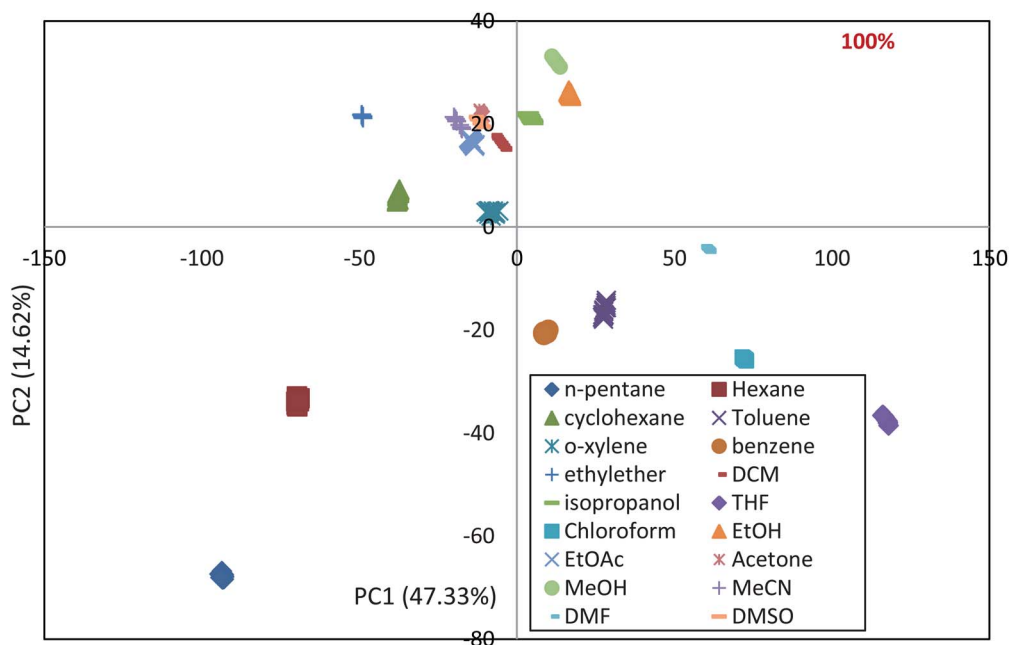 40
100%
20
0
-150
-100
-50
0
50
100
150
-20
-40
-60
-80
PC2 (14.62%)
PC1 (47.33%)
n-pentane Hexane
cyclohexane Toluene
o-xylene benzene
ethylether DCM
isopropanol THF
Chloroform EtOH
EtOAc Acetone
MeOH MeCN
DMF DMSO